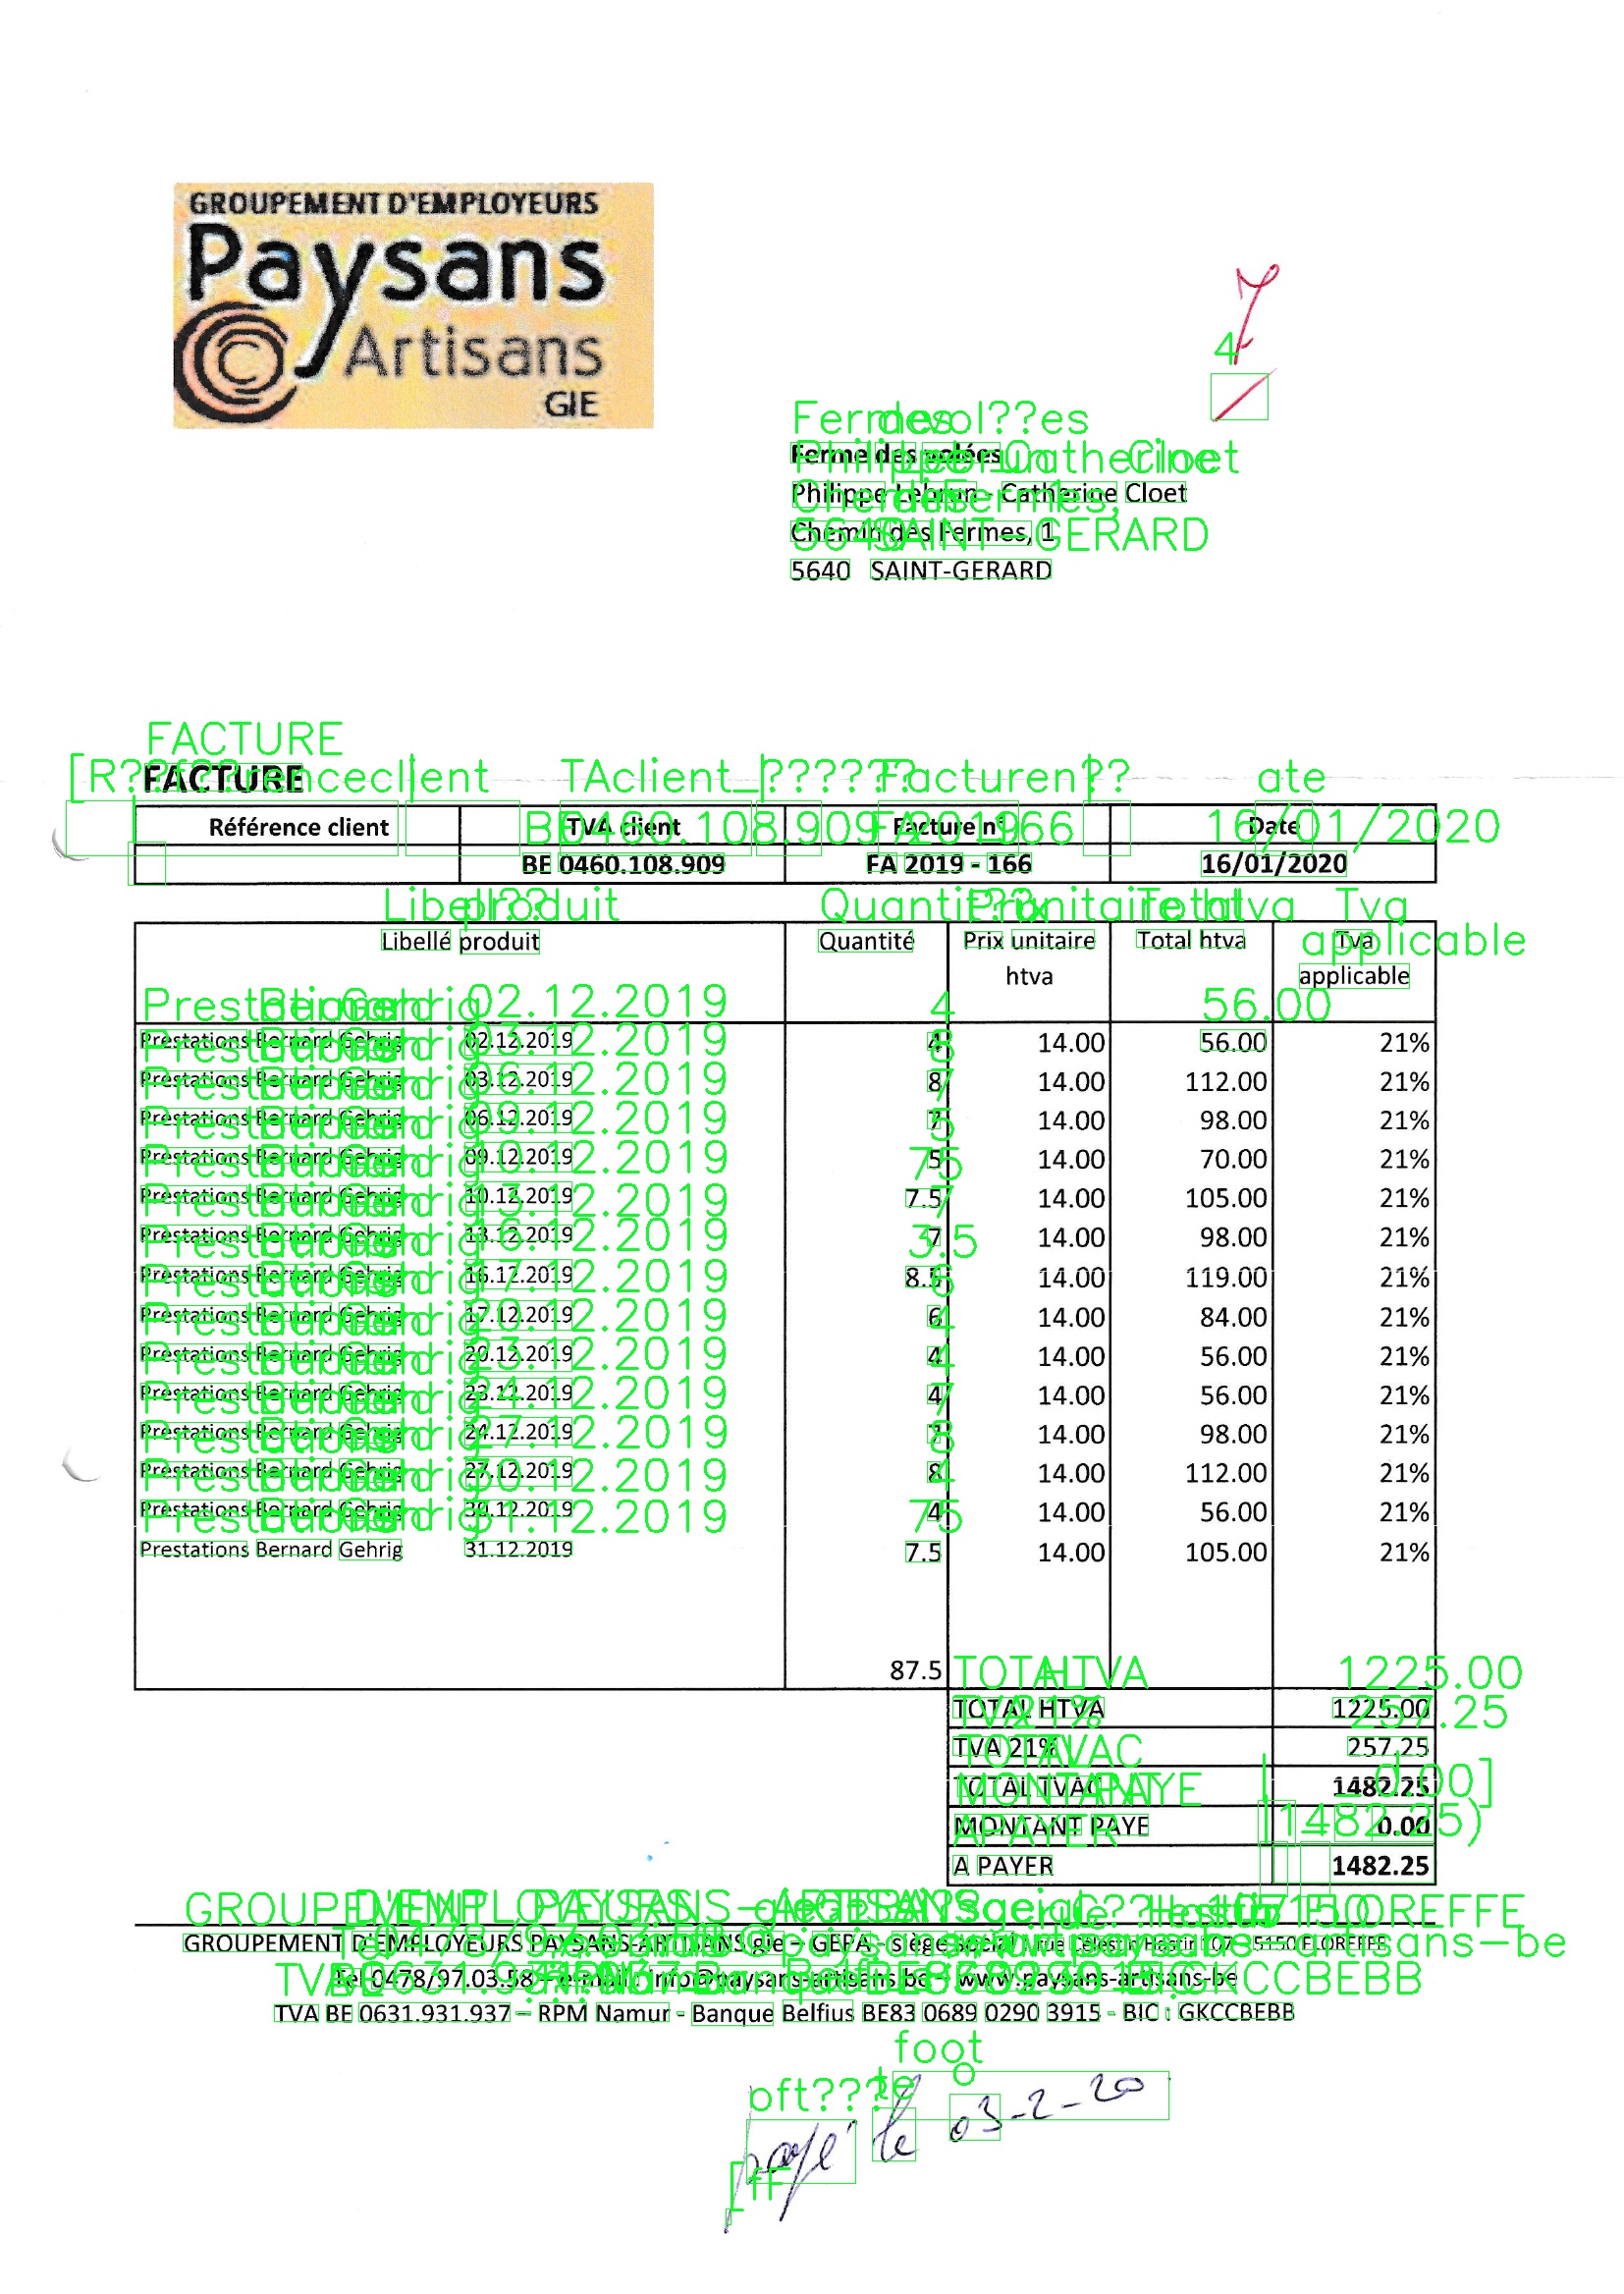 GROUPEMENT D'EMPLOYEURS
Paysans
Artisans
GIE
Ferme des volées
Philippe Lebrun - Catherine Cloet
Chemin des Fermes, 1
5640 SAINT-GERARD
FACTURE
Référence client TVA client Facture n° Date
BE 0460.108.909 FA 2019 - 166 16/01/2020
Libellé produit Quantité Prix unitaire htva Total htva Tva applicable
Prestations Bernard Gehrig 02.12.2019 4 14.00 56.00 21%
Prestations Bernard Gehrig 03.12.2019 8 14.00 112.00 21%
Prestations Bernard Gehrig 06.12.2019 7 14.00 98.00 21%
Prestations Bernard Gehrig 09.12.2019 5 14.00 70.00 21%
Prestations Bernard Gehrig 10.12.2019 7.5 14.00 105.00 21%
Prestations Bernard Gehrig 13.12.2019 7 14.00 98.00 21%
Prestations Bernard Gehrig 16.12.2019 8.5 14.00 119.00 21%
Prestations Bernard Gehrig 17.12.2019 6 14.00 84.00 21%
Prestations Bernard Gehrig 20.12.2019 4 14.00 56.00 21%
Prestations Bernard Gehrig 23.12.2019 4 14.00 56.00 21%
Prestations Bernard Gehrig 24.12.2019 7 14.00 98.00 21%
Prestations Bernard Gehrig 27.12.2019 8 14.00 112.00 21%
Prestations Bernard Gehrig 30.12.2019 4 14.00 56.00 21%
Prestations Bernard Gehrig 31.12.2019 7.5 14.00 105.00 21%
87.5
TOTAL HTVA 1225.00
TVA 21% 257.25
TOTAL TVAC 1482.25
MONTANT PAYE 0.00
A PAYER 1482.25
GROUPEMENT D'EMPLOYEURS PAYSANS-ARTISANS gie – GEPA - siège social : rue Célestin Hastir 107 - 5150 FLOREFFE
Tel 0478/97.03.58 – e-mail : info@paysans-artisans.be – www.paysans-artisans-be
TVA BE 0631.931.937 – RPM Namur - Banque Belfius BE83 0689 0290 3915 - BIC : GKCCBEBB
payé le 03-2-20